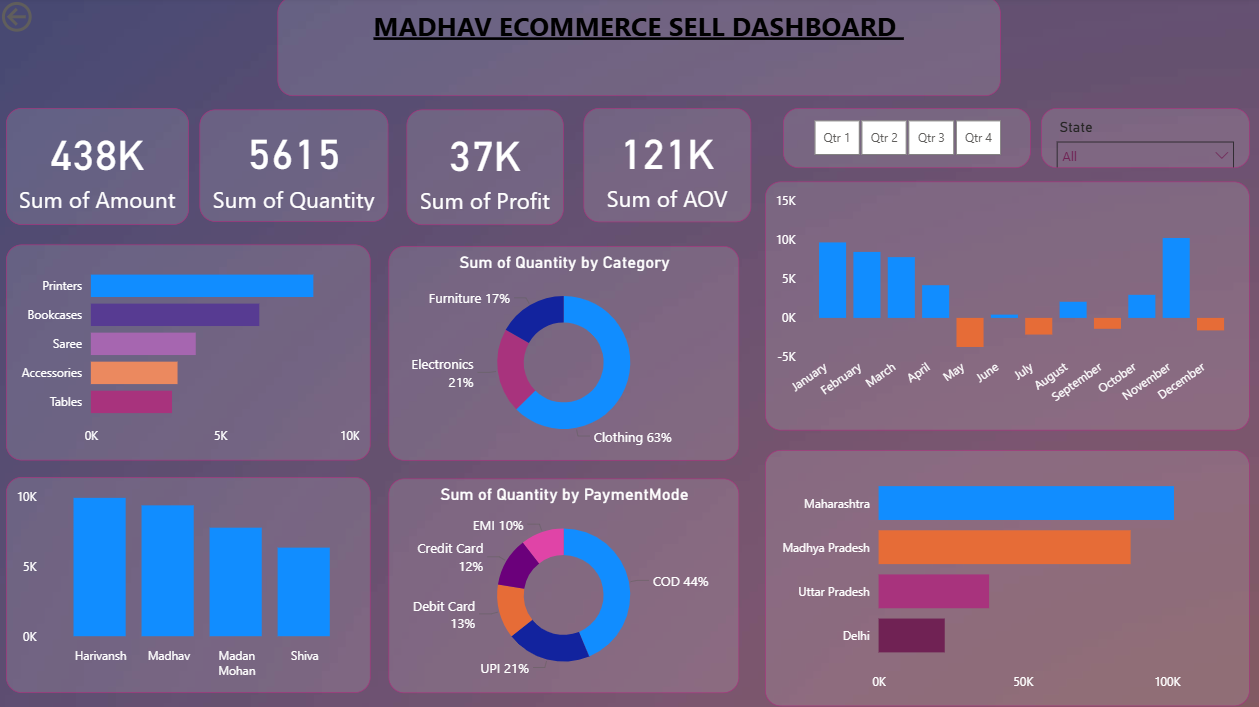 MADHAV ECOMMERCE SELL DASHBOARD
438K
Sum of Amount
5615
Sum of Quantity
37K
Sum of Profit
121K
Sum of AOV
Qtr 1
Qtr 2
Qtr 3
Qtr 4
State
All
Printers
Bookcases
Saree
Accessories
Tables
0K
5K
10K
Sum of Quantity by Category
Furniture 17%
Electronics
21%
Clothing 63%
15K
10K
5K
0K
-5K
January
February
March
April
May
June
July
August
September
October
November
December
10K
5K
0K
Harivansh
Madhav
Madan
Mohan
Shiva
Sum of Quantity by PaymentMode
EMI 10%
Credit Card
12%
Debit Card
13%
UPI 21%
COD 44%
Maharashtra
Madhya Pradesh
Uttar Pradesh
Delhi
0K
50K
100K